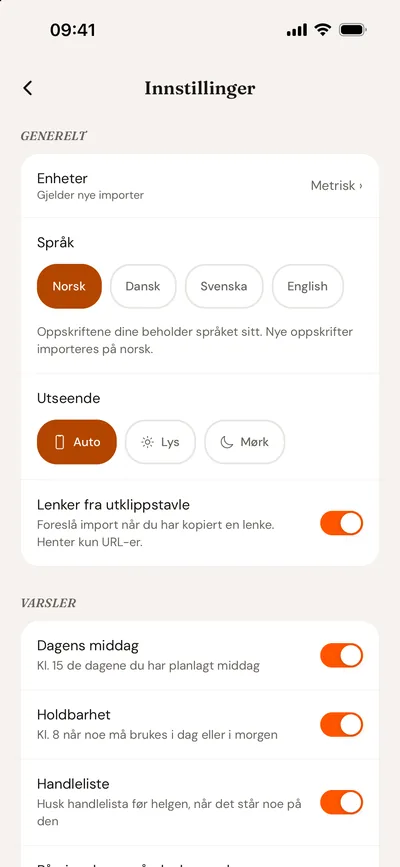 09:41
Innstillinger
GENERELT
Enheter
Gjelder nye importer
Metrisk ›
Språk
Norsk
Dansk
Svenska
English
Oppskriftene dine beholder språket sitt. Nye oppskrifter
importeres på norsk.
Utseende
Auto
Lys
Mørk
Lenker fra utklippstavle
Foreslå import når du har kopiert en lenke.
Henter kun URL-er.
VARSLER
Dagens middag
Kl. 15 de dagene du har planlagt middag
Holdbarhet
Kl. 8 når noe må brukes i dag eller i morgen
Handleliste
Husk handlelista før helgen, når det står noe på
den